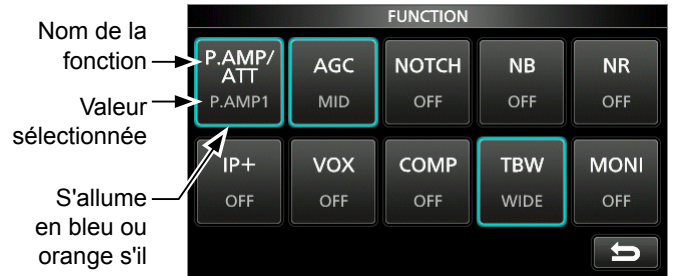 FUNCTION
Nom de la
fonction
Valeur
sélectionnée
S'allume
en bleu ou
orange s'il
P.AMP/
ATT
P.AMP1
AGC
MID
NOTCH
OFF
NB
OFF
NR
OFF
IP+
OFF
VOX
OFF
COMP
OFF
TBW
WIDE
MONI
OFF